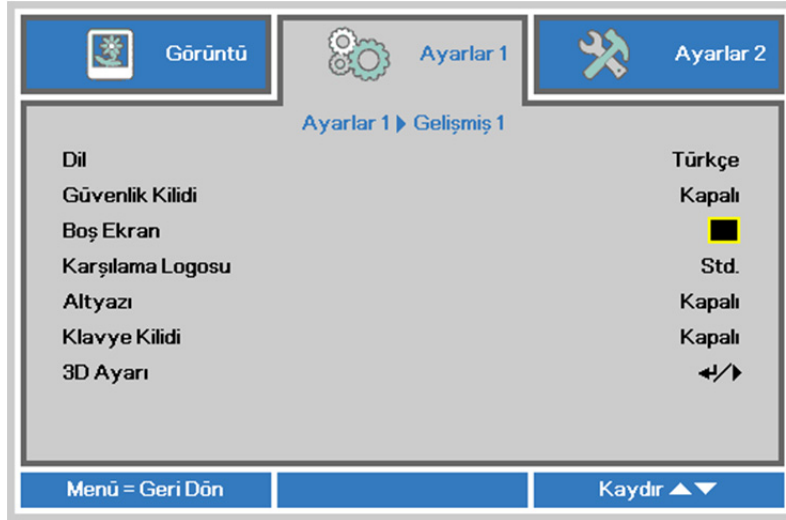 Görüntü
Ayarlar 1
Ayarlar 2
Ayarlar 1 Gelişmiş 1
Dil Türkçe
Güvenlik Kilidi Kapalı
Boş Ekran
Karşılama Logosu Std.
Altyazı Kapalı
Klavye Kilidi Kapalı
3D Ayarı ↵/▶
Menü = Geri Dön
Kaydır ▲▼